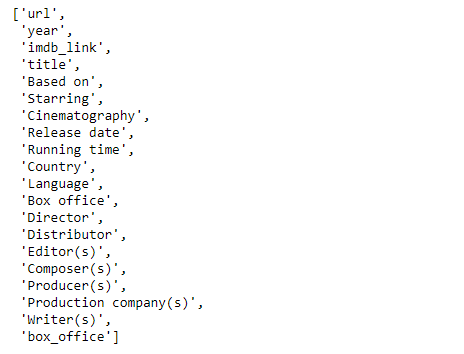 ['url',
'year',
'imdb_link',
'title',
'Based on',
'Starring',
'Cinematography',
'Release date',
'Running time',
'Country',
'Language',
'Box office',
'Director',
'Distributor',
'Editor(s)',
'Composer(s)',
'Producer(s)',
'Production company(s)',
'Writer(s)',
'box_office']